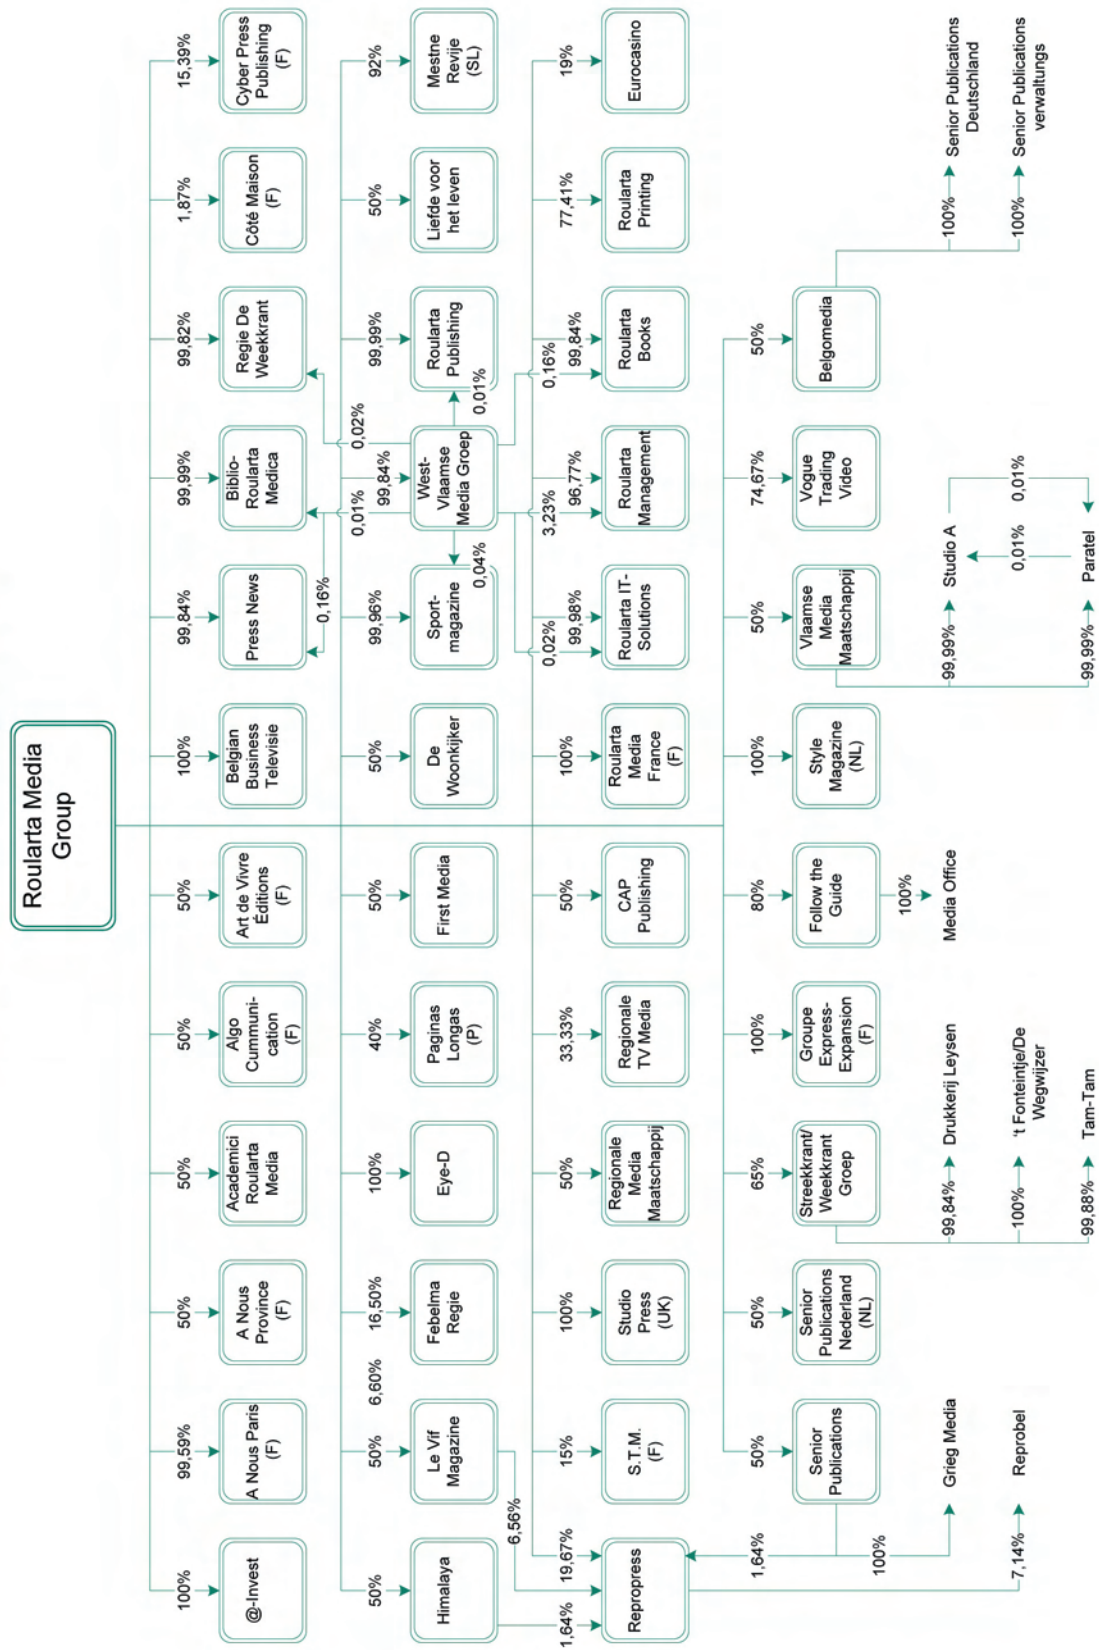 Roularta Media
Group
100%
99,59%
50%
50%
50%
50%
100%
99,84%
99,99%
99,82%
1,87%
15,39%
@-Invest
A Nous Paris
(F)
A Nous
Province
(F)
Academici
Roularta
Media
Algo
Cummuni-
cation
(F)
Art de Vivre
Éditions
(F)
Belgian
Business
Televisie
Press News
Biblo-
Roularta
Medica
Regie De
Weekkrant
Côté Maison
(F)
Cyber Press
Publishing
(F)
0,16%
0,01%
0,02%
50%
50%
6,60%
16,50%
100%
40%
50%
50%
99,96%
99,84%
99,99%
50%
92%
Himalaya
Le Vif
Magazine
Febelma
Regie
Eye-D
Paginas
Longas
(P)
First Media
De
Woonkijker
Sport-
magazine
West-
Vlaamse
Media Groep
Roularta
Publishing
Liefde voor
het leven
Mestne
Revije
(SL)
0,04%
0,01%
1,64%
6,56%
19,67%
15%
100%
50%
33,33%
50%
100%
0,02%
99,98%
3,23%
96,77%
0,16%
99,84%
77,41%
19%
Repropress
S.T.M.
(F)
Studio
Press
(UK)
Regionale
Media
Maatschappij
Regionale
TV Media
CAP
Publishing
Roularta
Media
France
(F)
Roularta IT-
Solutions
Roularta
Management
Roularta
Books
Roularta
Printing
Eurocasino
1,64%
50%
50%
65%
100%
80%
100%
50%
74,67%
50%
Senior
Publications
Senior
Publications
Nederland
(NL)
Streekkrant/
Weekkrant
Groep
Groupe
Express-
Expansion
(F)
Follow the
Guide
Style
Magazine
(NL)
Vlaamse
Media
Maatschappij
Vogue
Trading
Video
Belgomedia
100%
Grieg Media
7,14%
Reprobel
99,84%
Drukkerij Leysen
100%
't Fonteintje/De
Wegwijzer
99,88%
Tam-Tam
100%
Media Office
99,99%
Studio A
0,01%
0,01%
99,99%
Paratel
100%
Senior Publications
Deutschland
100%
Senior Publications
verwaltungs